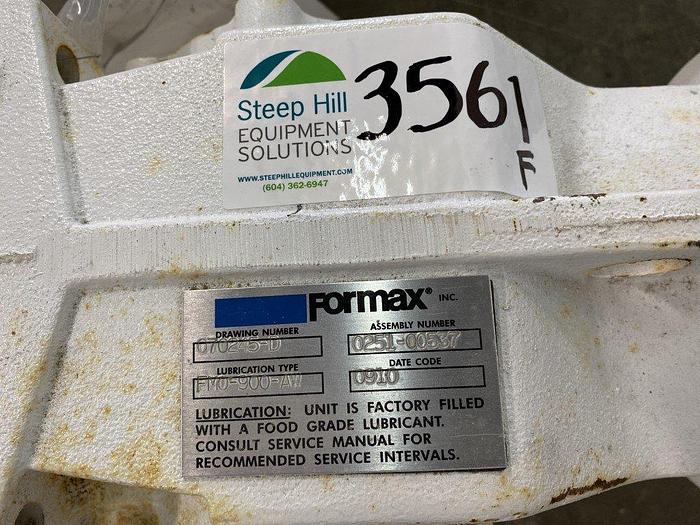 Steep Hill
EQUIPMENT
SOLUTIONS
WWW.STEEPHILLEQUIPMENT.COM
(604) 362-6947
3561
F
Formax® INC.
DRAWING NUMBER
070245-D
ASSEMBLY NUMBER
0251-00537
LUBRICATION TYPE
FMO-900-AW
DATE CODE
0910
LUBRICATION: UNIT IS FACTORY FILLED
WITH A FOOD GRADE LUBRICANT.
CONSULT SERVICE MANUAL FOR
RECOMMENDED SERVICE INTERVALS.